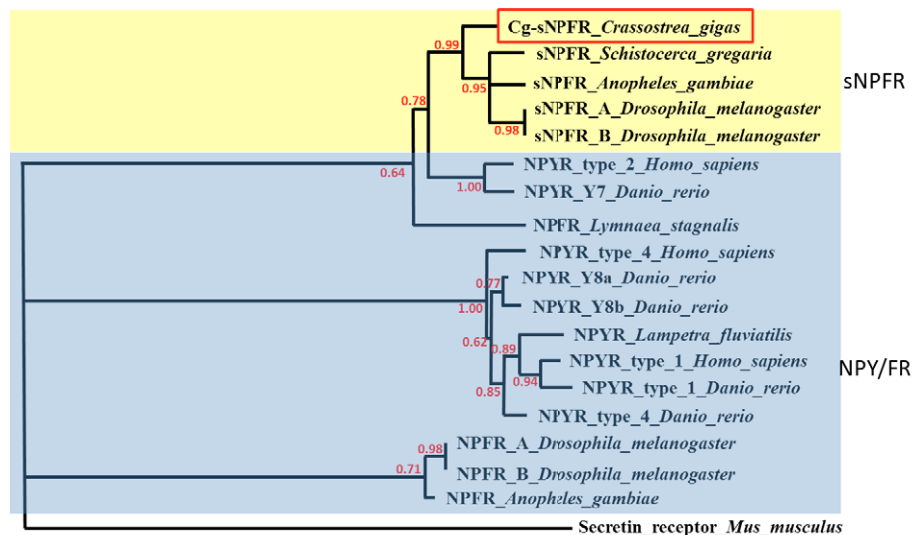 Cg-sNPFR_Crassostrea_gigas
0.99
sNPFR_Schistocerca_gregaria
sNPFR
0.95
sNPFR_Anopheles_gambiae
0.78
sNPFR_A_Drosophila_melanogaster
0.98
sNPFR_B_Drosophila_melanogaster
0.64
NPYR_type_2_Homo_sapiens
1.00
NPYR_Y7_Danio_rerio
NPFR_Lymnaea_stagnalis
NPYR_type_4_Homo_sapiens
0.77
NPYR_Y8a_Danio_rerio
1.00
NPYR_Y8b_Danio_rerio
0.62
NPYR_Lampetra_fluviatilis
0.89
NPYR_type_1_Homo_sapiens
NPY/FR
0.94
NPYR_type_1_Danio_rerio
0.85
NPYR_type_4_Danio_rerio
0.98
NPFR_A_Drosophila_melanogaster
0.71
NPFR_B_Drosophila_melanogaster
NPFR_Anopheles_gambiae
Secretin_receptor_Mus_musculus